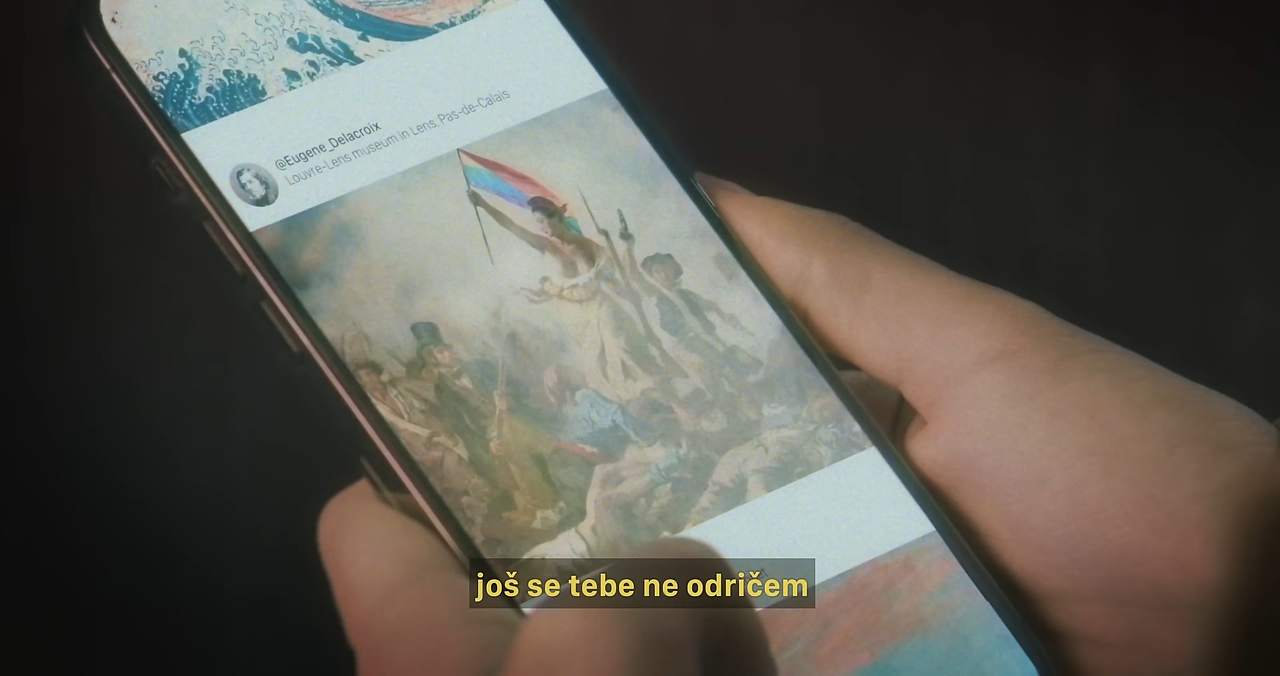 @Eugene_Delacroix
Louvre-Lens museum in Lens, Pas-de-Calais
još se tebe ne odričem